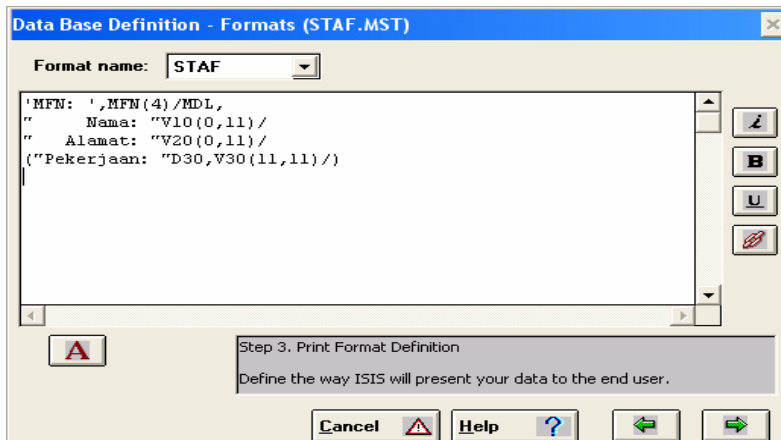 Data Base Definition - Formats (STAF.MST)
Format name: STAF
'MFN: ',MFN(4)/MDL,
"     Nama: "V10(0,11)/
"   Alamat: "V20(0,11)/
("Pekerjaan: "D30,V30(11,11)/)
i
B
U
A
Step 3. Print Format Definition
Define the way ISIS will present your data to the end user.
Cancel Help ?